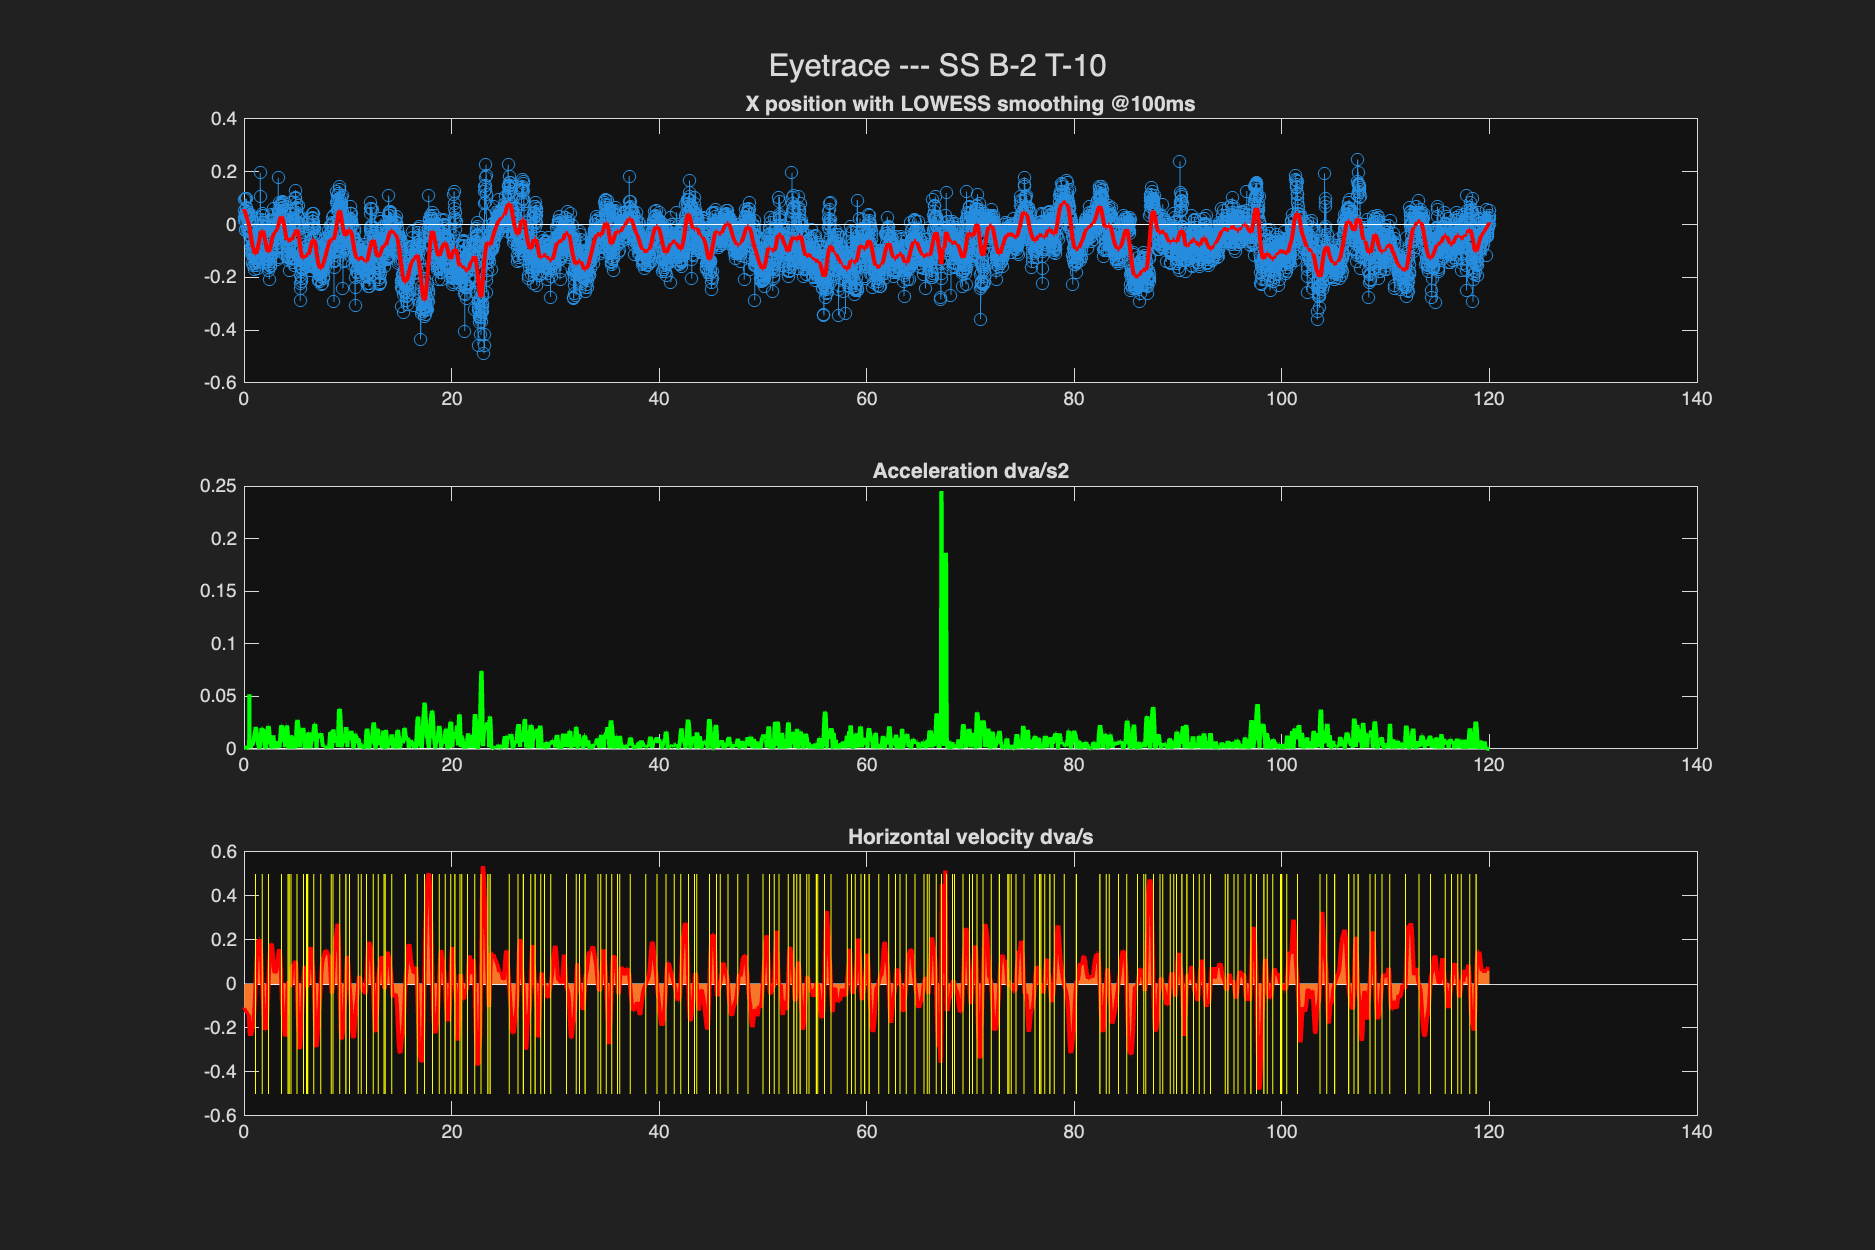 Eyetrace --- SS B-2 T-10
X position with LOWESS smoothing @100ms
0.4
0.2
0
-0.2
-0.4
-0.6
0 20 40 60 80 100 120 140
Acceleration dva/s2
0.25
0.2
0.15
0.1
0.05
0
0 20 40 60 80 100 120 140
Horizontal velocity dva/s
0.6
0.4
0.2
0
-0.2
-0.4
-0.6
0 20 40 60 80 100 120 140